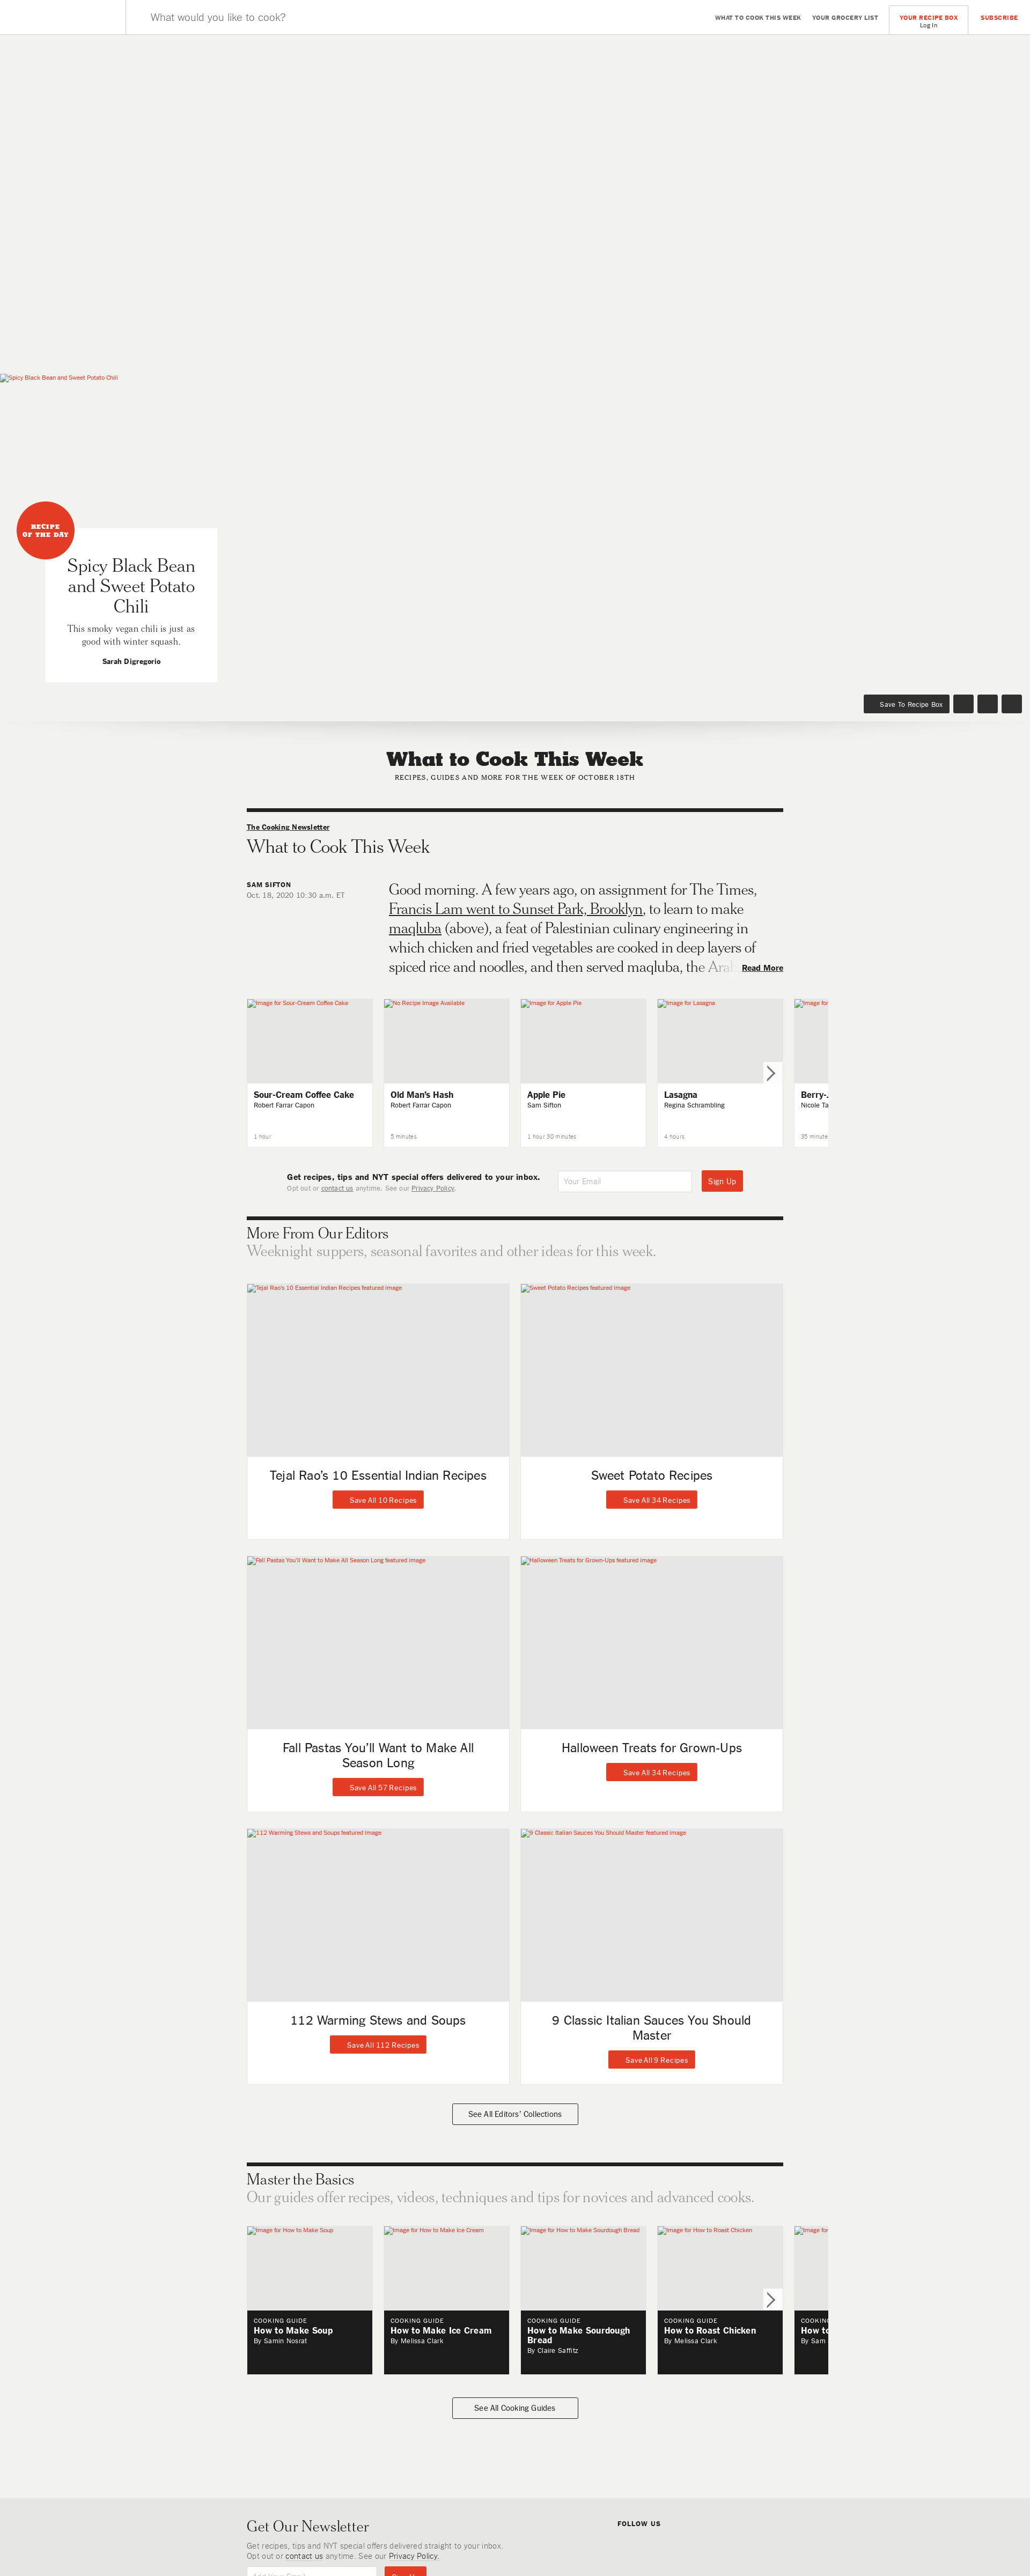 What would you like to cook?
WHAT TO COOK THIS WEEK
YOUR GROCERY LIST
YOUR RECIPE BOX
Log In
SUBSCRIBE
Spicy Black Bean and Sweet Potato Chili
RECIPE
OF THE DAY
Spicy Black Bean
and Sweet Potato
Chili
This smoky vegan chili is just as
good with winter squash.
Sarah Digregorio
Save To Recipe Box
What to Cook This Week
RECIPES, GUIDES AND MORE FOR THE WEEK OF OCTOBER 18TH
The Cooking Newsletter
What to Cook This Week
SAM SIFTON
Oct. 18, 2020 10:30 a.m. ET
Good morning. A few years ago, on assignment for The Times,
Francis Lam went to Sunset Park, Brooklyn, to learn to make
maqluba (above), a feat of Palestinian culinary engineering in
which chicken and fried vegetables are cooked in deep layers of
spiced rice and noodles, and then served maqluba, the Arab
Read More
Image for Sour-Cream Coffee Cake
Sour-Cream Coffee Cake
Robert Farrar Capon
1 hour
No Recipe Image Available
Old Man's Hash
Robert Farrar Capon
5 minutes
Image for Apple Pie
Apple Pie
Sam Sifton
1 hour 30 minutes
Image for Lasagna
Lasagna
Regina Schrambling
4 hours
Image for
Berry-
Nicole Ta
35 minute
Get recipes, tips and NYT special offers delivered to your inbox.
Opt out or contact us anytime. See our Privacy Policy.
Your Email
Sign Up
More From Our Editors
Weeknight suppers, seasonal favorites and other ideas for this week.
Tejal Rao's 10 Essential Indian Recipes featured image
Tejal Rao's 10 Essential Indian Recipes
Save All 10 Recipes
Sweet Potato Recipes featured image
Sweet Potato Recipes
Save All 34 Recipes
Fall Pastas You'll Want to Make All Season Long featured image
Fall Pastas You'll Want to Make All
Season Long
Save All 57 Recipes
Halloween Treats for Grown-Ups featured image
Halloween Treats for Grown-Ups
Save All 34 Recipes
112 Warming Stews and Soups featured image
112 Warming Stews and Soups
Save All 112 Recipes
9 Classic Italian Sauces You Should Master featured image
9 Classic Italian Sauces You Should
Master
Save All 9 Recipes
See All Editors' Collections
Master the Basics
Our guides offer recipes, videos, techniques and tips for novices and advanced cooks.
Image for How to Make Soup
COOKING GUIDE
How to Make Soup
By Samin Nosrat
Image for How to Make Ice Cream
COOKING GUIDE
How to Make Ice Cream
By Melissa Clark
Image for How to Make Sourdough Bread
COOKING GUIDE
How to Make Sourdough
Bread
By Claire Saffitz
Image for How to Roast Chicken
COOKING GUIDE
How to Roast Chicken
By Melissa Clark
Image for
COOKING
How to
By Sam
See All Cooking Guides
Get Our Newsletter
Get recipes, tips and NYT special offers delivered straight to your inbox.
Opt out or contact us anytime. See our Privacy Policy.
FOLLOW US